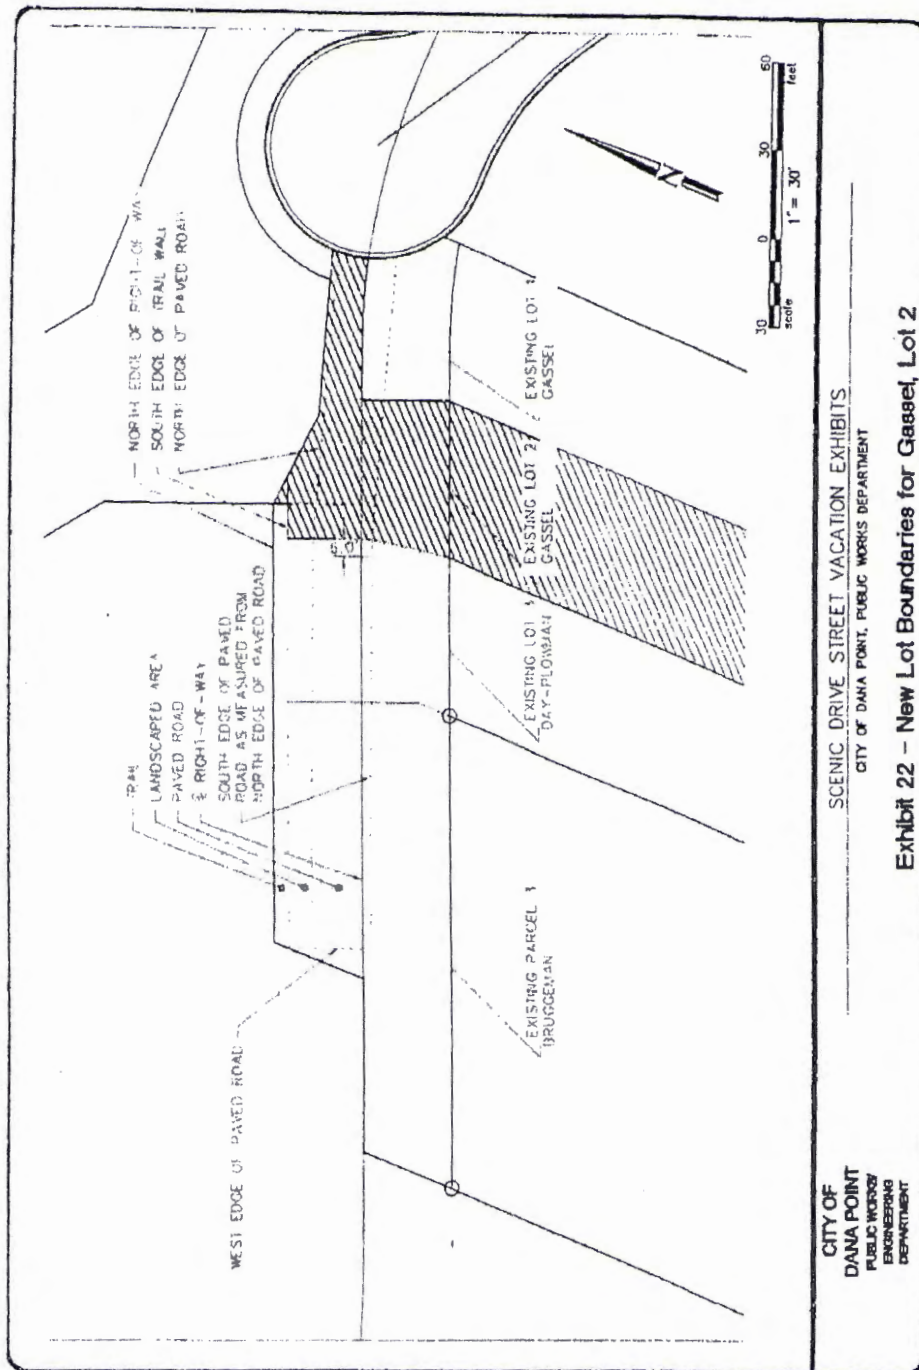 NORTH EDGE OF RIGHT-OF-WAY
SOUTH EDGE OF TRAIL WALL
NORTH EDGE OF PAVED ROAD
TRAIL
LANDSCAPED AREA
PAVED ROAD
℄ RIGHT-OF-WAY
SOUTH EDGE OF PAVED
ROAD AS MEASURED FROM
NORTH EDGE OF PAVED ROAD
WEST EDGE OF PAVED ROAD
EXISTING LOT 1
GASSEL
EXISTING LOT 2
GASSEL
EXISTING LOT
DAY-PLOWMAN
EXISTING PARCEL
BRUGGEMAN
N
30 0 30 60
scale feet
1" = 30'
SCENIC DRIVE STREET VACATION EXHIBITS
CITY OF DANA POINT, PUBLIC WORKS DEPARTMENT
Exhibit 22 - New Lot Boundaries for Gassel, Lot 2
CITY OF
DANA POINT
PUBLIC WORKS/
ENGINEERING
DEPARTMENT